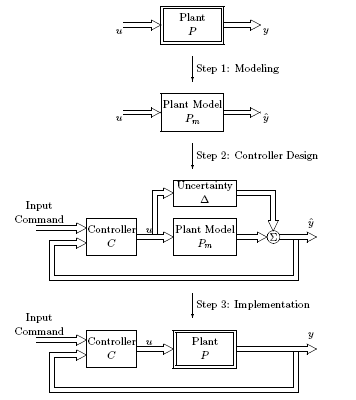 Plant
P
u
y
Step 1: Modeling
Plant Model
P_m
u
ŷ
Step 2: Controller Design
Uncertainty
Δ
Input
Command
Controller
C
u
Plant Model
P_m
Σ
ŷ
Step 3: Implementation
Input
Command
Controller
C
u
Plant
P
y